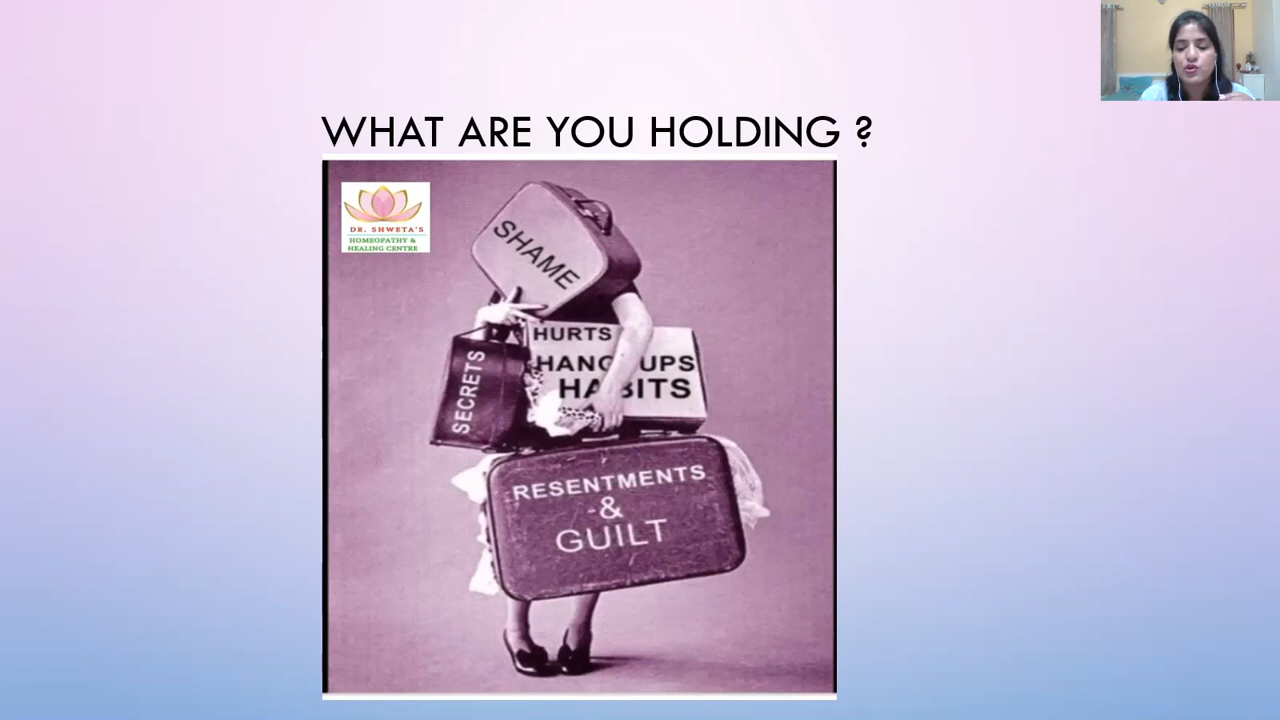 WHAT ARE YOU HOLDING ?
DR. SHWETA'S
HOMEOPATHY &
HEALING CENTRE
SHAME
SECRETS
HURTS
HANG UPS
HABITS
RESENTMENTS
&
GUILT